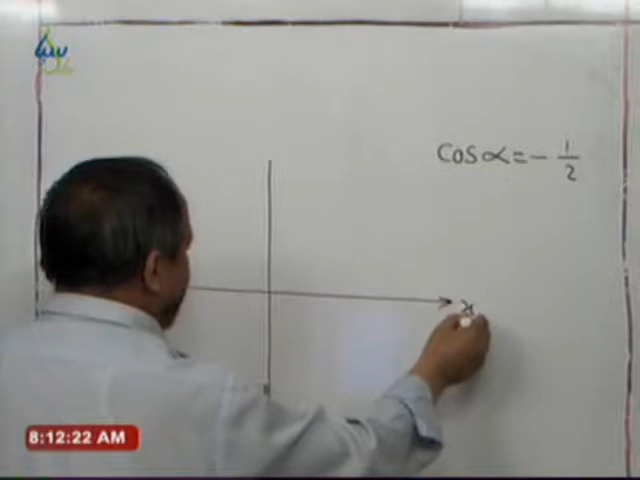 Cos α = - 1/2
x
8:12:22 AM